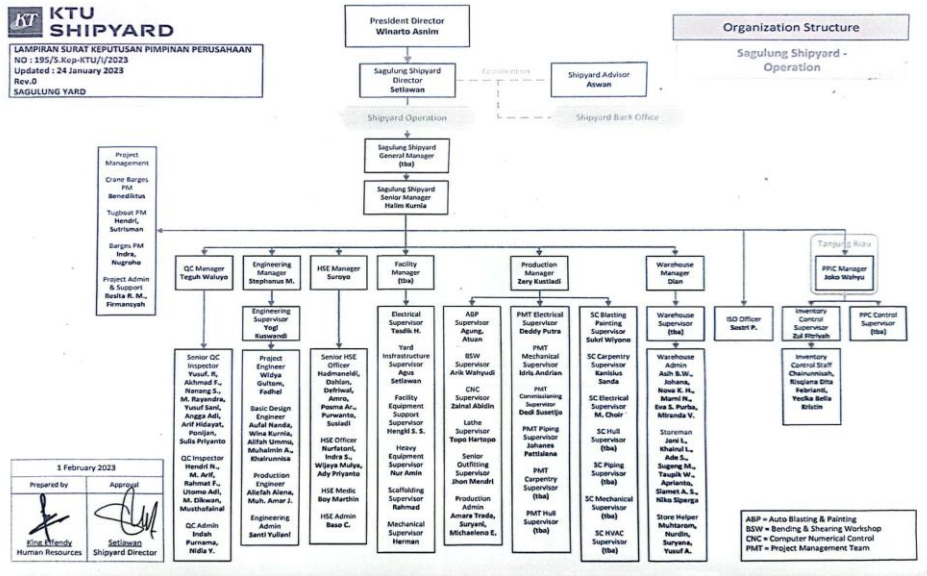 KT
KTU
SHIPYARD
LAMPIRAN SURAT KEPUTUSAN PIMPINAN PERUSAHAAN
NO : 195/S.Kep-KTU/I/2023
Updated : 24 January 2023
Rev.0
SAGULUNG YARD
President Director
Winarto Asnim
Organization Structure
Sagulung Shipyard -
Operation
Sagulung Shipyard
Director
Setiawan
Shipyard Advisor
Aswan
Shipyard Operation
Shipyard Back Office
Sagulung Shipyard
General Manager
(tba)
Sagulung Shipyard
Senior Manager
Halim Kurnia
Project
Management
Crane Barges
PM
Benediktus
Tugboat PM
Hendri,
Sutrisman
Barges PM
Indra,
Nugroho
Project Admin
& Support
Rosita R. M.,
Firmansyah
QC Manager
Teguh Waluyo
Engineering
Manager
Stephanus M.
HSE Manager
Suroyo
Facility
Manager
(tba)
Production
Manager
Zery Kustiadi
Warehouse
Manager
Dian
Tanjung Riau
PPIC Manager
Joko Wahyu
Engineering
Supervisor
Yogi
Kuswandi
Senior QC
Inspector
Yusuf. R,
Akhmad F.,
Nanang S.,
M. Rayandra,
Yusuf Sani,
Angga Adi,
Arif Hidayat,
Ponijan,
Sulis Priyanto
QC Inspector
Hendri N.,
M. Arif,
Rahmat F.,
Utomo Adi,
M. Dikwan,
Musthofainal
QC Admin
Indah
Purnama,
Nidia Y.
Project
Engineer
Widya
Gultom,
Fadhel
Basic Design
Engineer
Aufal Nanda,
Wina Kurnia,
Alifah Ummu,
Muhaimin A.,
Khairunnisa
Production
Engineer
Aliefah Alena,
Muh. Amar J.
Engineering
Admin
Santi Yuliani
Senior HSE
Officer
Hadmaneldi,
Dahlan,
Defriwal,
Amro,
Posma Ar.,
Purwanto,
Susiadi
HSE Officer
Nurfatoni,
Indra S.,
Wijaya Mulya,
Ady Priyanto
HSE Medic
Boy Marthin
HSE Admin
Baso C.
Electrical
Supervisor
Tasdik H.
Yard
Insfrastructure
Supervisor
Agus
Setiawan
Facility
Equipment
Support
Supervisor
Hengki S. S.
Heavy
Equipment
Supervisor
Nur Amin
Scaffolding
Supervisor
Rahmad
Mechanical
Supervisor
Herman
ABP
Supervisor
Agung,
Atuan
BSW
Supervisor
Arik Wahyudi
CNC
Supervisor
Zainal Abidin
Lathe
Supervisor
Topo Hartopo
Senior
Outfitting
Supervisor
Jhon Mendri
Production
Admin
Amara Treda,
Suryani,
Michaeleno E.
PMT Electrical
Supervisor
Deddy Putra
PMT
Mechanical
Supervisor
Idris Andrian
PMT
Commissioning
Supervisor
Dedi Susetijo
PMT Piping
Supervisor
Johanes
Pattisiana
PMT
Carpentry
Supervisor
(tba)
PMT Hull
Supervisor
(tba)
SC Blasting
Painting
Supervisor
Sukri Wiyono
SC Carpentry
Supervisor
Kanisius
Sanda
SC Electrical
Supervisor
M. Choir
SC Hull
Supervisor
(tba)
SC Piping
Supervisor
(tba)
SC Mechanical
Supervisor
(tba)
SC HVAC
Supervisor
(tba)
Warehouse
Supervisor
(tba)
Warehouse
Admin
Asih B.W.,
Johana,
Nova K. H.,
Marni N.,
Eva S. Purba,
Miranda V.
Storeman
Joni I.,
Khairul L.,
Ade S.,
Sugeng M.,
Taupik W.,
Aprianto,
Slamet A. S.,
Niko Siperga
Store Helper
Muhtarom,
Nurdin,
Suryana,
Yusuf A.
ISO Officer
Sastri P.
Inventory
Control
Supervisor
Zul Fitriyah
PPC Control
Supervisor
(tba)
Inventory
Control Staff
Chairunnisah,
Risqiana Dita
Febrianti,
Yecika Bella
Kristin
1 February 2023
Prepared by
Approval
King Effendy
Human Resources
Setiawan
Shipyard Director
ABP = Auto Blasting & Painting
BSW = Bending & Shearing Workshop
CNC = Computer Numerical Control
PMT = Project Management Team